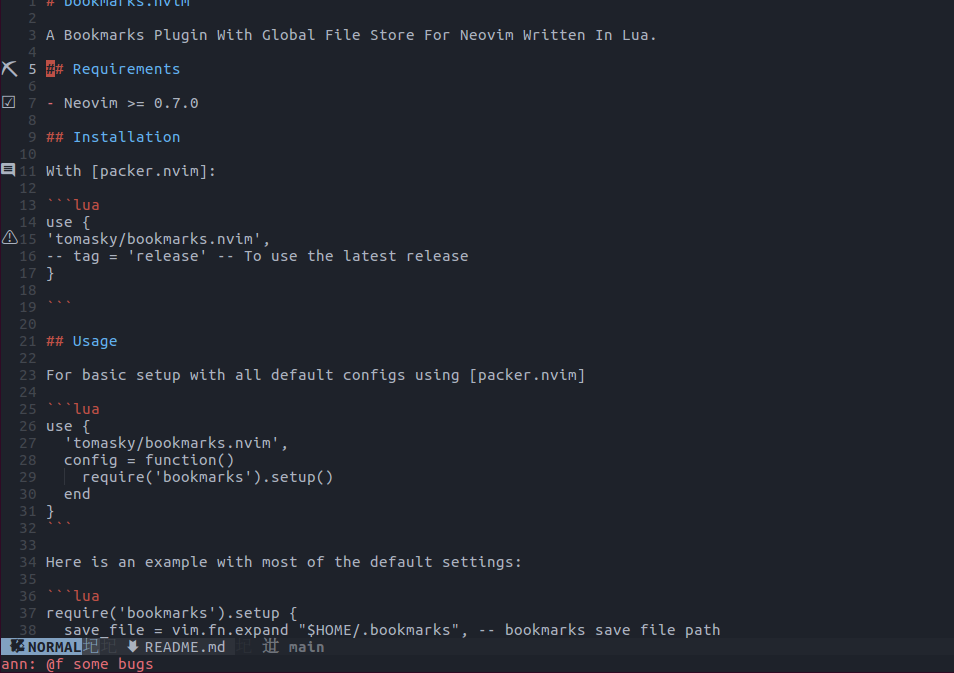 1 # bookmarks.nvim
2
3 A Bookmarks Plugin With Global File Store For Neovim Written In Lua.
4
5 ## Requirements
6
7 - Neovim >= 0.7.0
8
9 ## Installation
10
11 With [packer.nvim]:
12
13 ```lua
14 use {
15 'tomasky/bookmarks.nvim',
16 -- tag = 'release' -- To use the latest release
17 }
18
19 ```
20
21 ## Usage
22
23 For basic setup with all default configs using [packer.nvim]
24
25 ```lua
26 use {
27 'tomasky/bookmarks.nvim',
28 config = function()
29 require('bookmarks').setup()
30 end
31 }
32 ```
33
34 Here is an example with most of the default settings:
35
36 ```lua
37 require('bookmarks').setup {
38 save_file = vim.fn.expand "$HOME/.bookmarks", -- bookmarks save file path
NORMAL README.md main
ann: @f some bugs